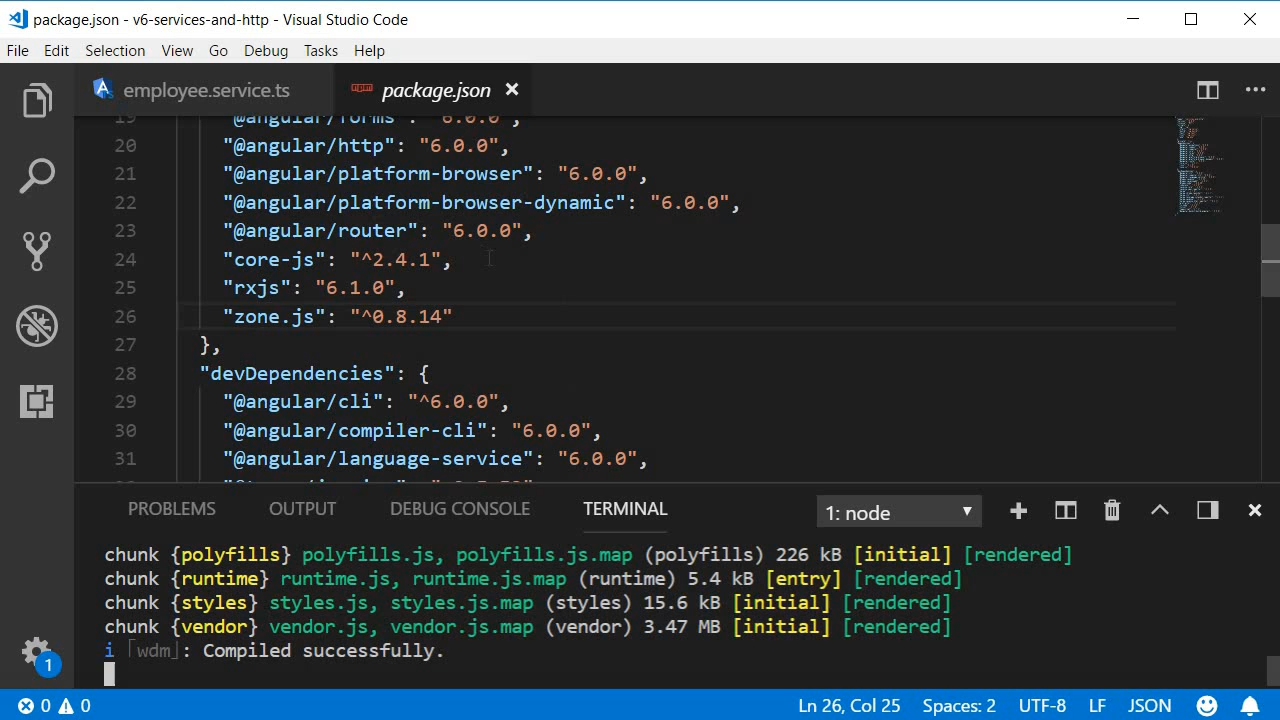 package.json - v6-services-and-http - Visual Studio Code
File Edit Selection View Go Debug Tasks Help
employee.service.ts package.json
19 "@angular/forms": "6.0.0",
20 "@angular/http": "6.0.0",
21 "@angular/platform-browser": "6.0.0",
22 "@angular/platform-browser-dynamic": "6.0.0",
23 "@angular/router": "6.0.0",
24 "core-js": "^2.4.1",
25 "rxjs": "6.1.0",
26 "zone.js": "^0.8.14"
27 },
28 "devDependencies": {
29 "@angular/cli": "^6.0.0",
30 "@angular/compiler-cli": "6.0.0",
31 "@angular/language-service": "6.0.0",
PROBLEMS OUTPUT DEBUG CONSOLE TERMINAL 1: node
chunk {polyfills} polyfills.js, polyfills.js.map (polyfills) 226 kB [initial] [rendered]
chunk {runtime} runtime.js, runtime.js.map (runtime) 5.4 kB [entry] [rendered]
chunk {styles} styles.js, styles.js.map (styles) 15.6 kB [initial] [rendered]
chunk {vendor} vendor.js, vendor.js.map (vendor) 3.47 MB [initial] [rendered]
i ｢wdm｣: Compiled successfully.
1
0 0 Ln 26, Col 25 Spaces: 2 UTF-8 LF JSON